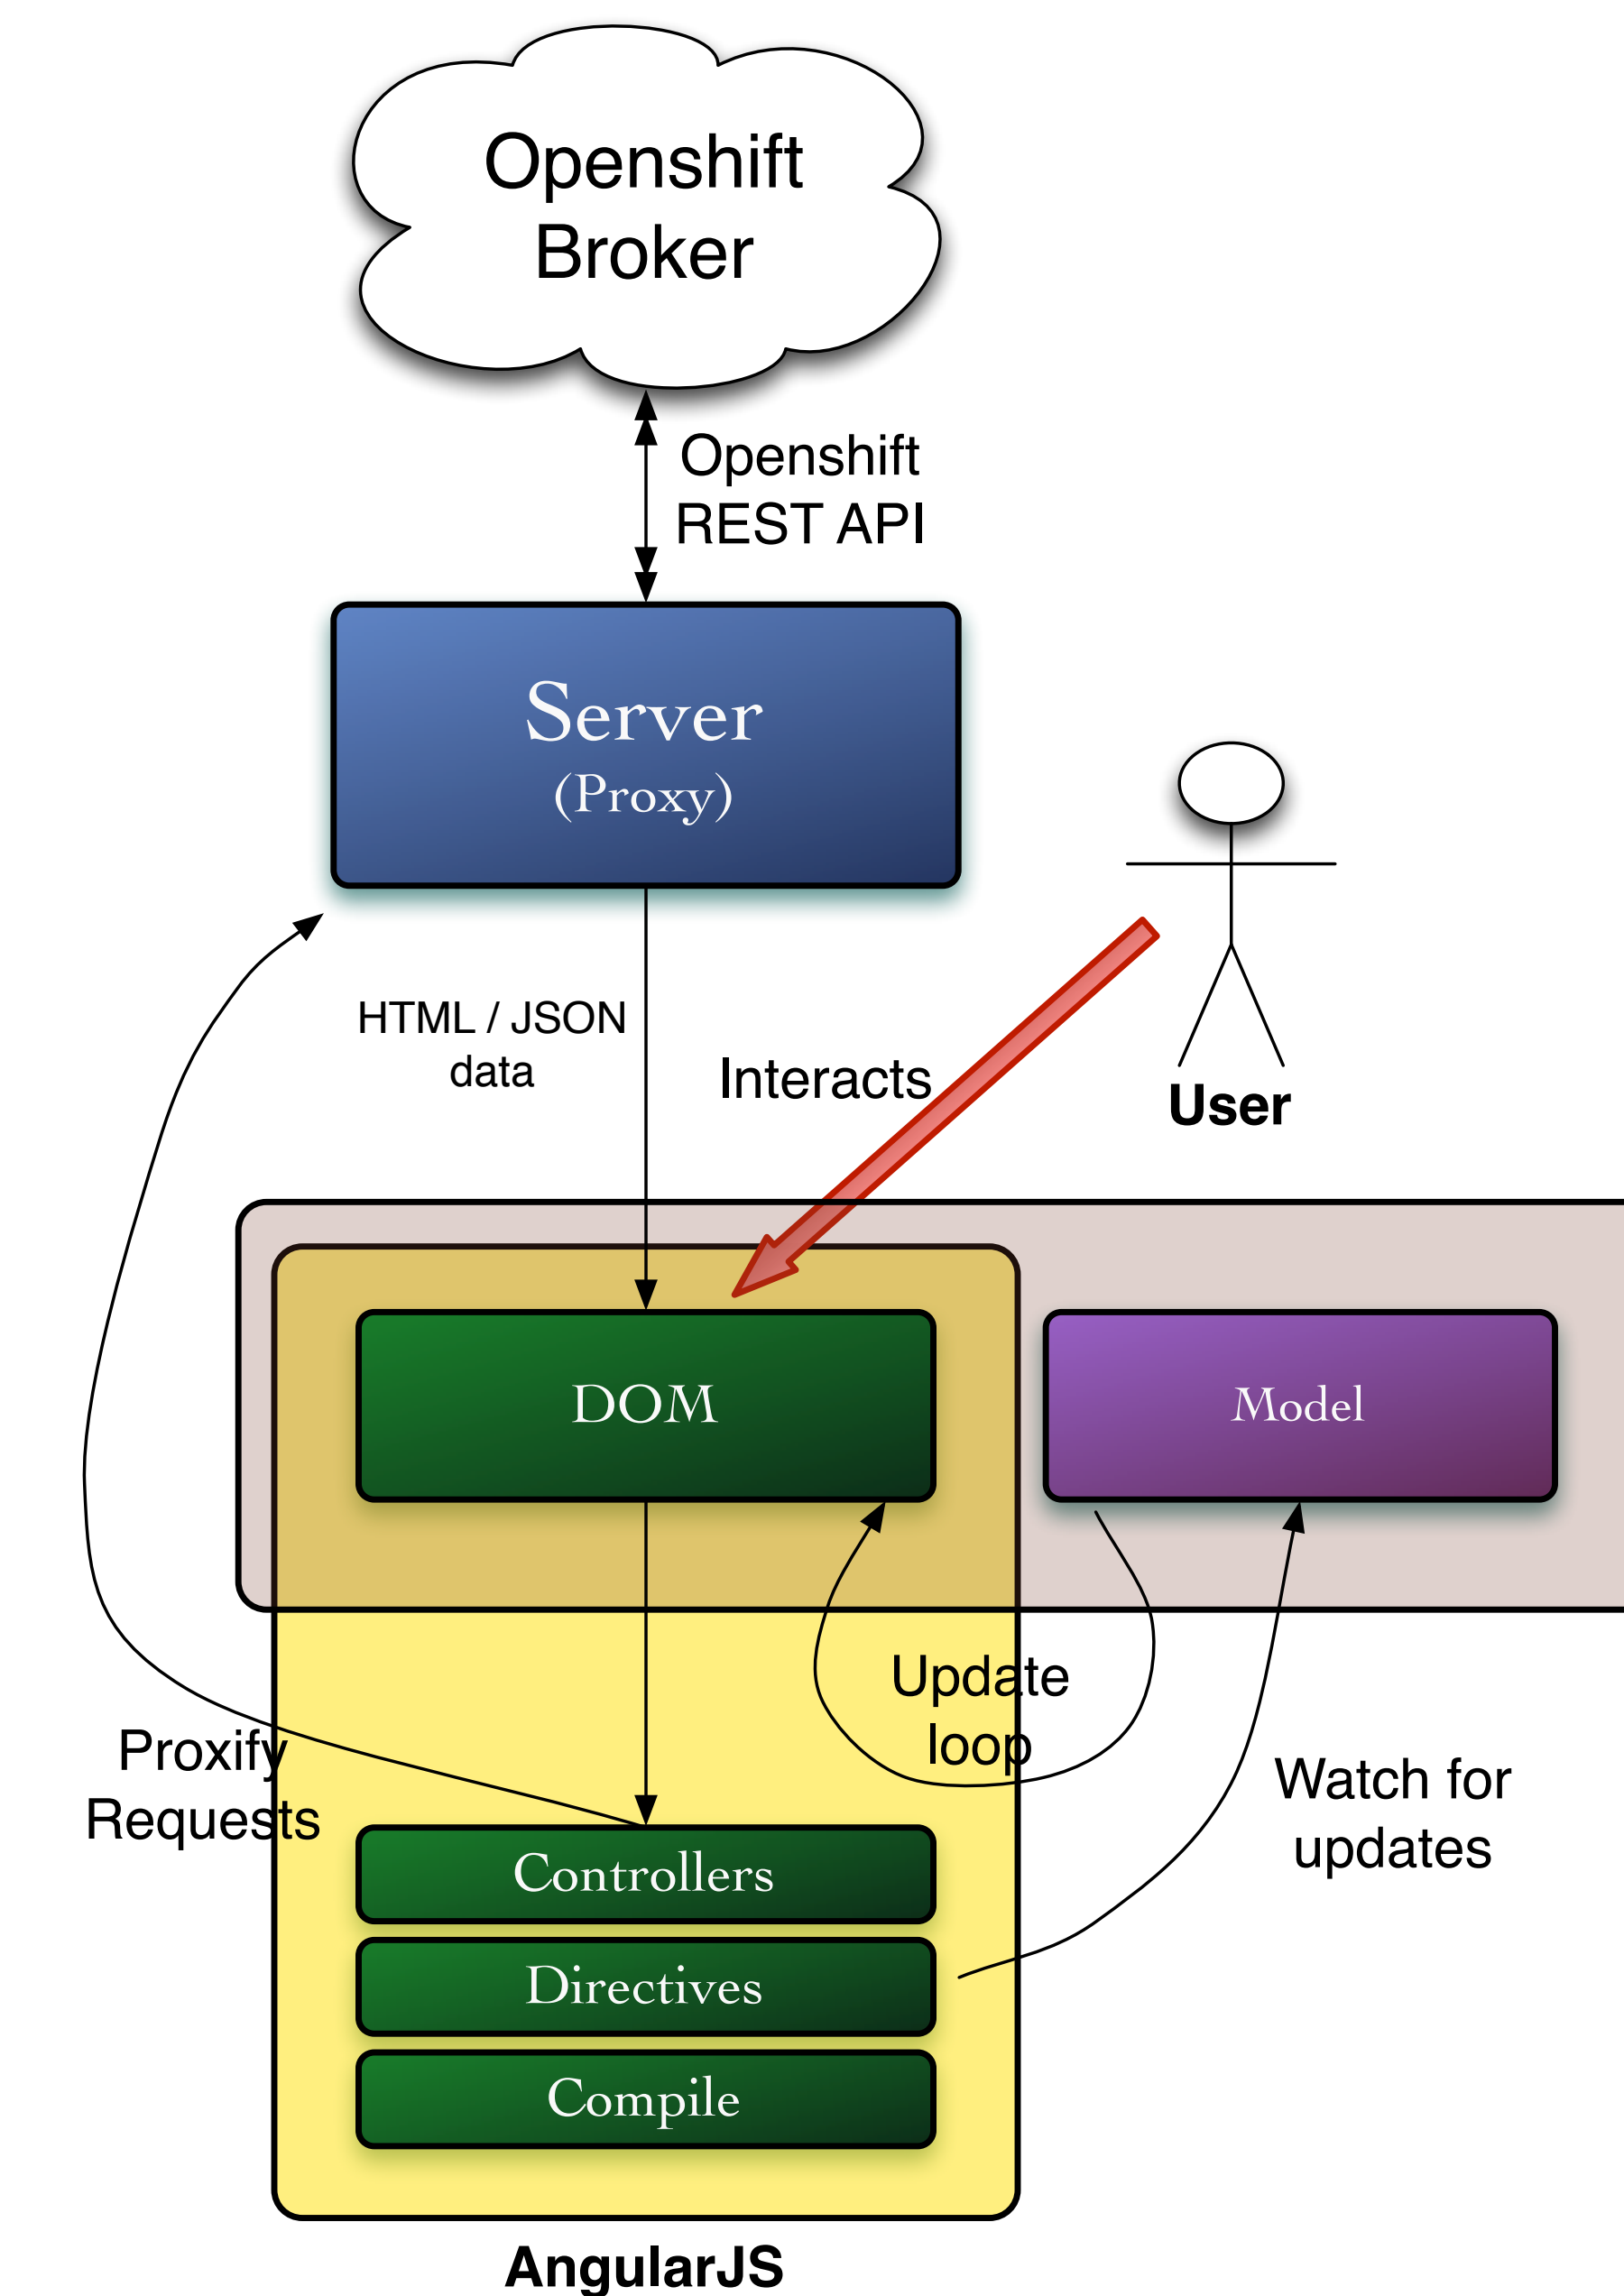 Openshift
Broker
Openshift
REST API
Server
(Proxy)
HTML / JSON
data
Interacts
User
DOM
Model
Update
loop
Proxify
Requests
Watch for
updates
Controllers
Directives
Compile
AngularJS